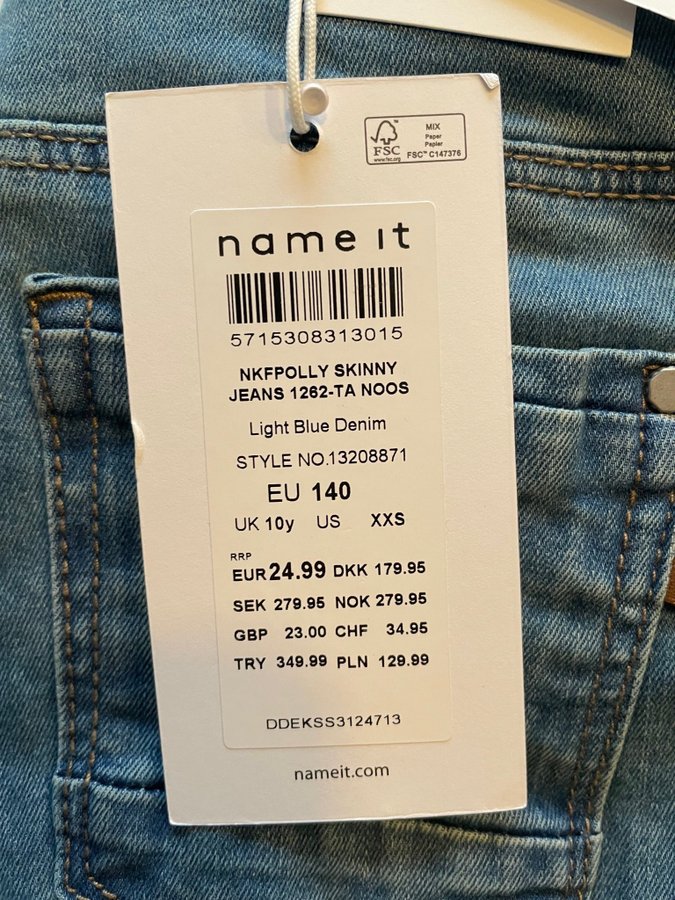 FSC™
www.fsc.org
MIX
Paper
Papier
FSC™ C147376
name it
5715308313015
NKFPOLLY SKINNY
JEANS 1262-TA NOOS
Light Blue Denim
STYLE NO.13208871
EU 140
UK 10y US XXS
RRP
EUR 24.99 DKK 179.95
SEK 279.95 NOK 279.95
GBP 23.00 CHF 34.95
TRY 349.99 PLN 129.99
DDEKSS3124713
nameit.com